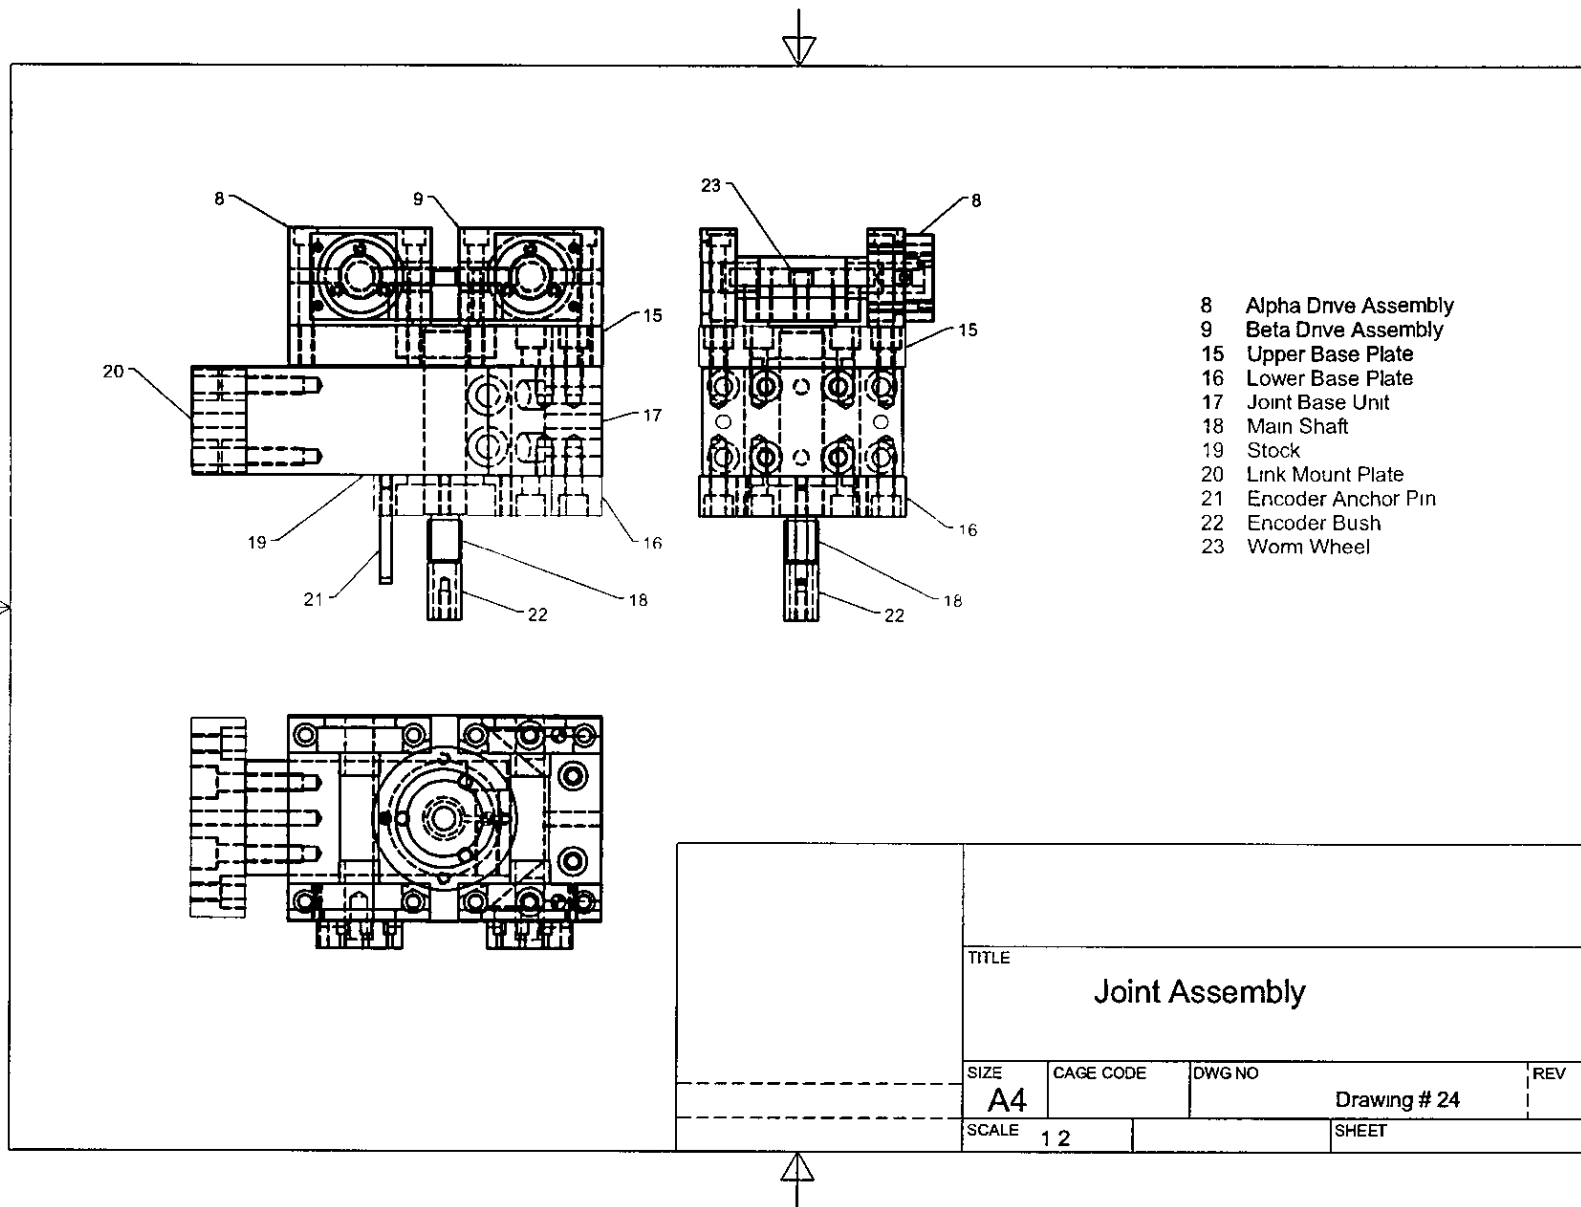 8 9 23 8
15 15
20
17
19 16 16
21 18 18
22 22
8 Alpha Drive Assembly
9 Beta Drive Assembly
15 Upper Base Plate
16 Lower Base Plate
17 Joint Base Unit
18 Main Shaft
19 Stock
20 Link Mount Plate
21 Encoder Anchor Pin
22 Encoder Bush
23 Worm Wheel
TITLE
Joint Assembly
SIZE CAGE CODE DWG NO REV
A4 Drawing # 24
SCALE 1 2 SHEET